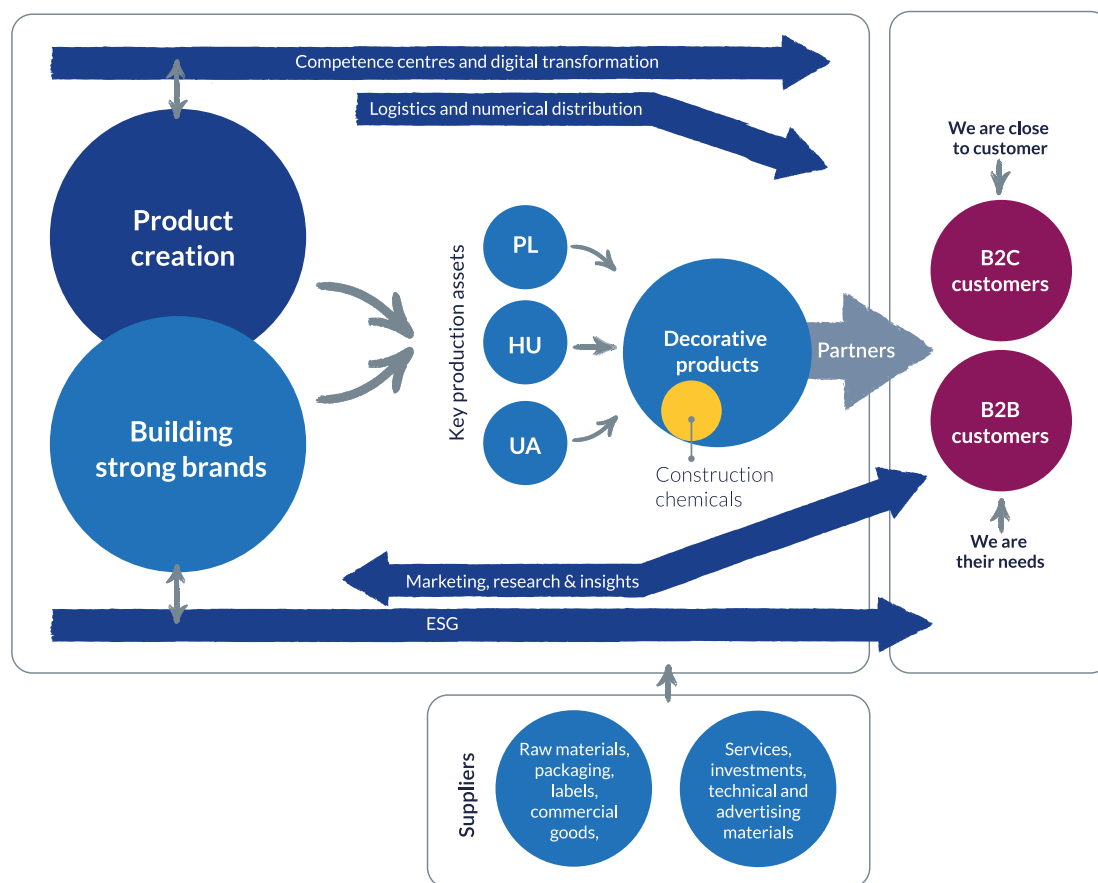 Competence centres and digital transformation
Logistics and numerical distribution
We are close
to customer
Product
creation
Building
strong brands
Key production assets
PL
HU
UA
Decorative
products
Construction
chemicals
Partners
B2C
customers
B2B
customers
We are
their needs
Marketing, research & insights
ESG
Suppliers
Raw materials,
packaging,
labels,
commercial
goods,
Services,
investments,
technical and
advertising
materials